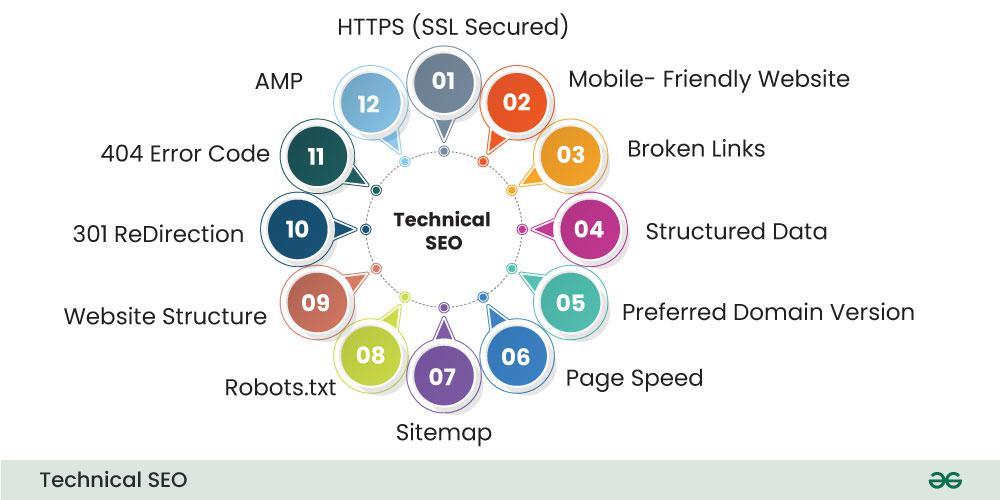 HTTPS (SSL Secured)
01
Mobile- Friendly Website
02
Broken Links
03
Structured Data
04
Preferred Domain Version
05
Page Speed
06
Sitemap
07
Robots.txt
08
Website Structure
09
301 ReDirection
10
404 Error Code
11
AMP
12
Technical
SEO
Technical SEO